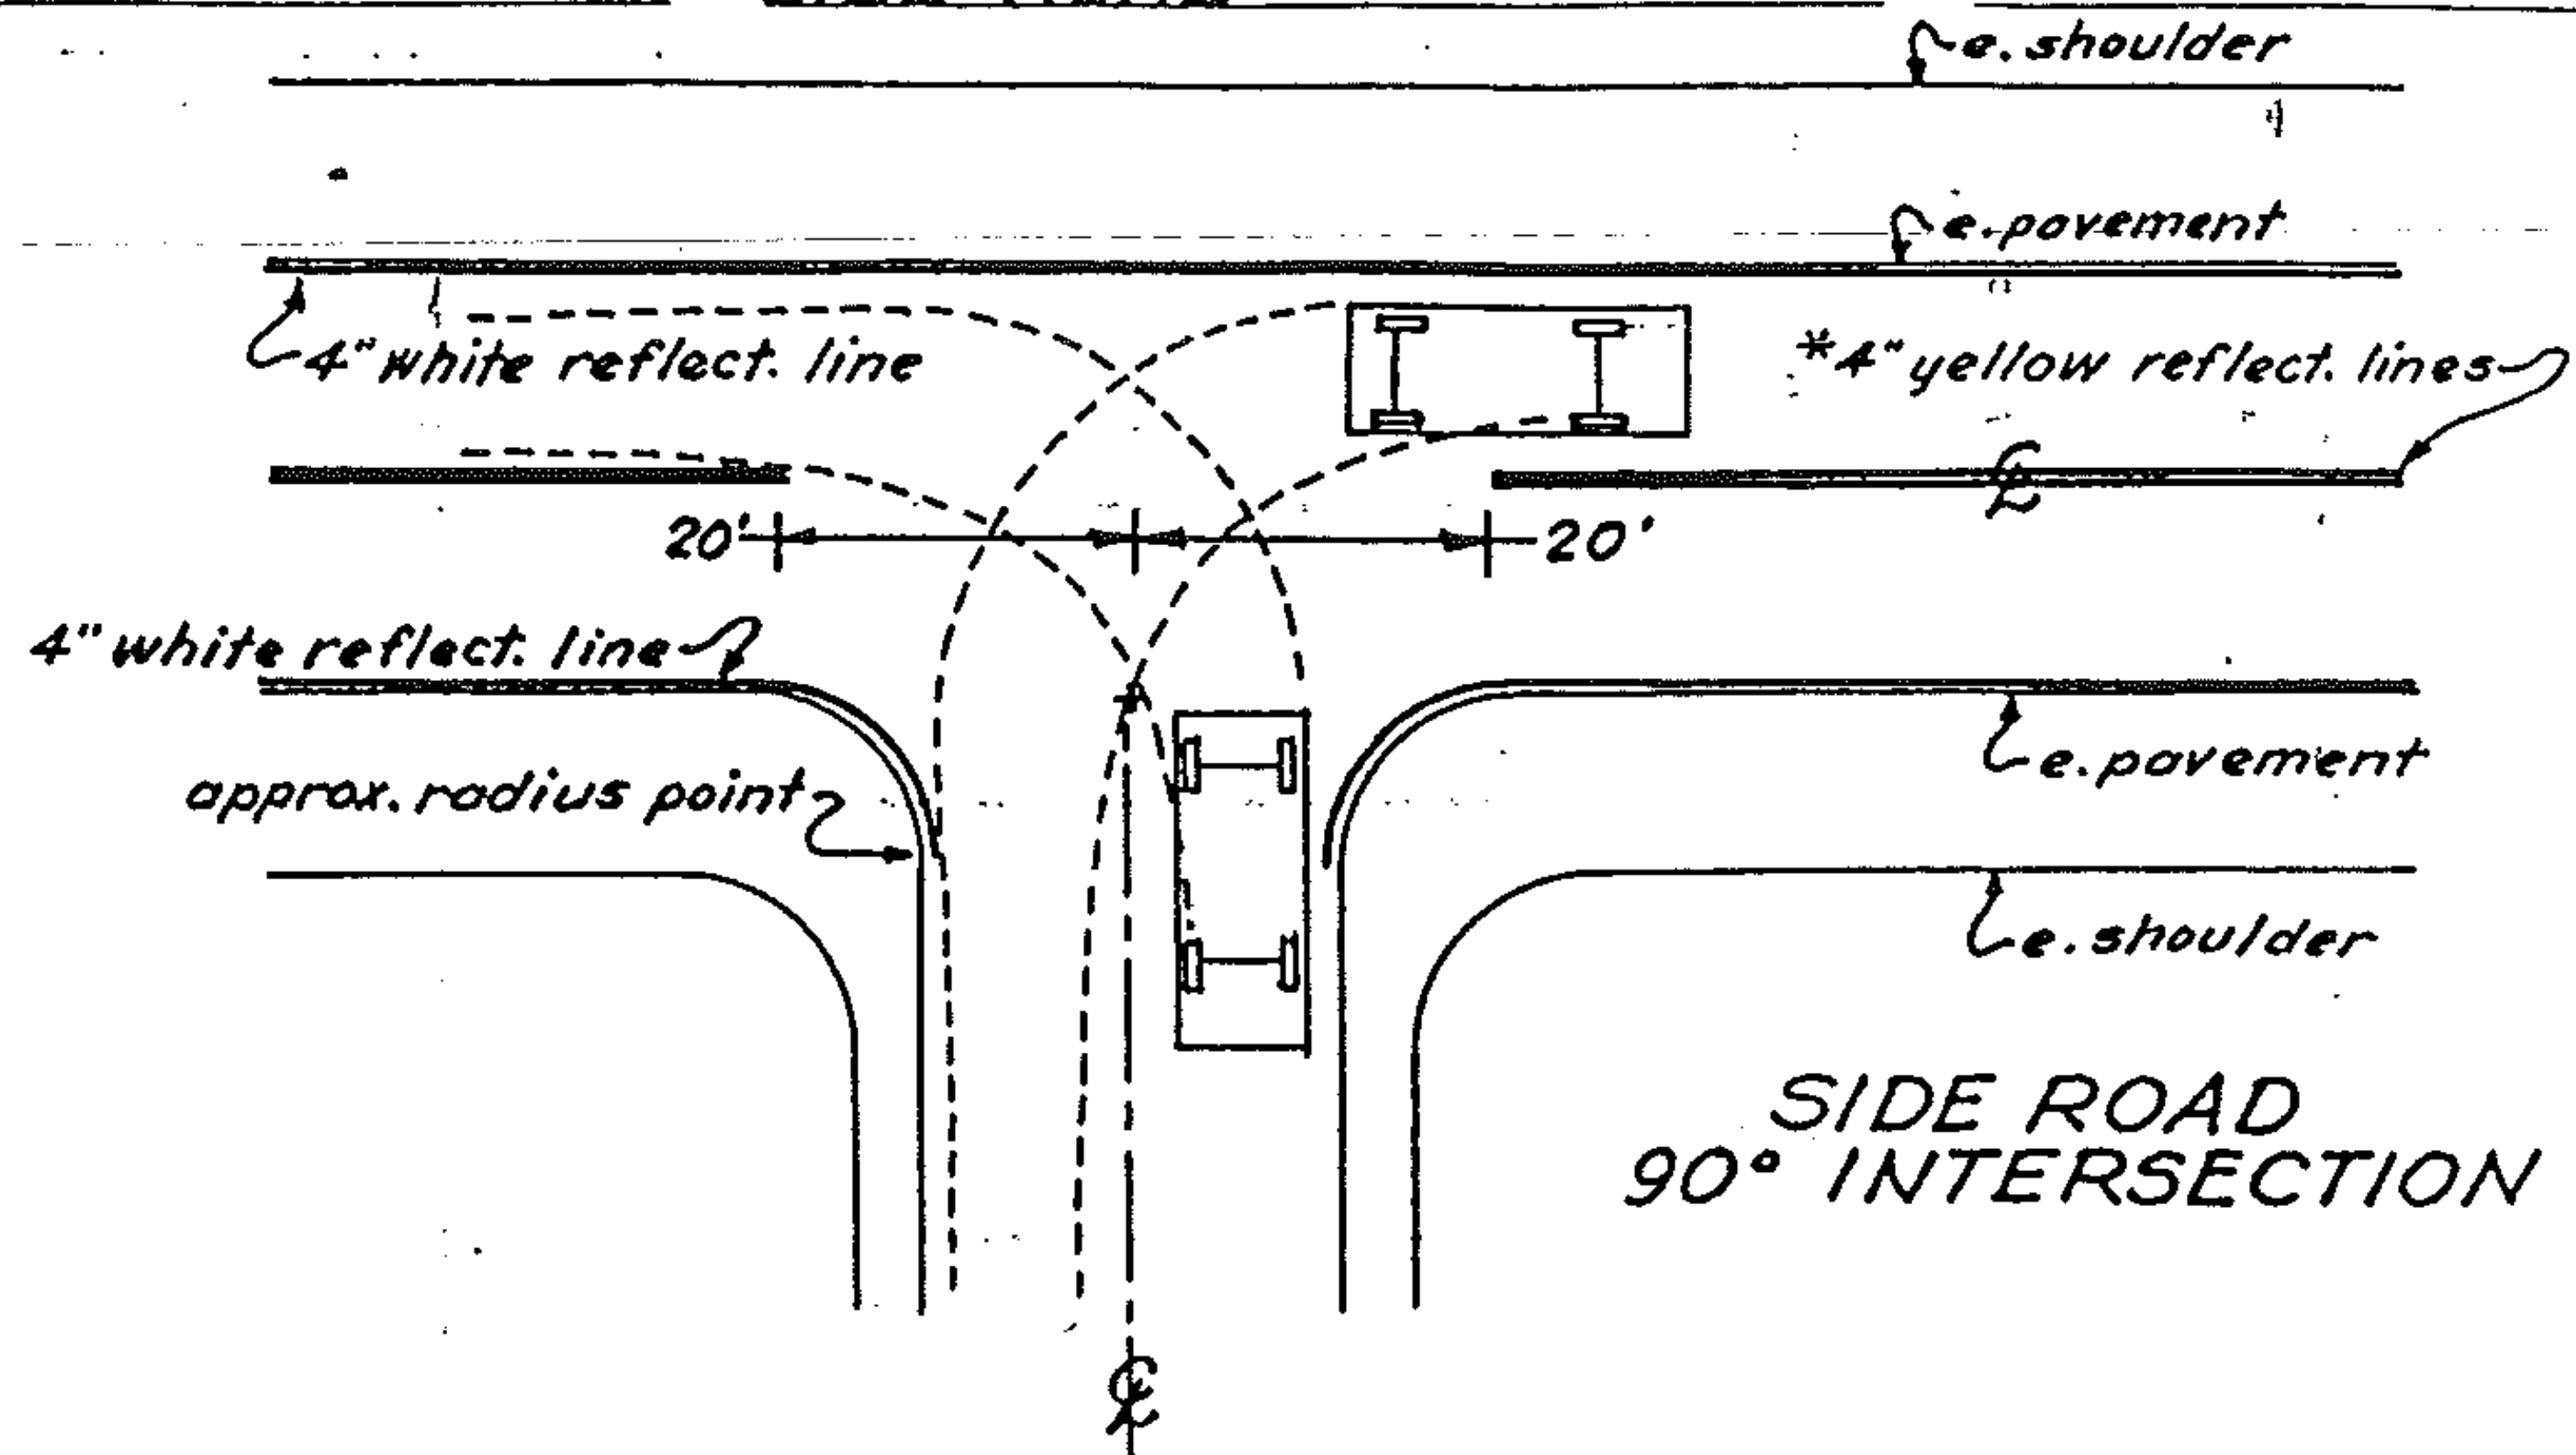 e. shoulder
e. pavement
4" white reflect. line
*4" yellow reflect. lines
℄
20' 20'
4" white reflect. line
e. pavement
approx. radius point
e. shoulder
SIDE ROAD
90° INTERSECTION
℄